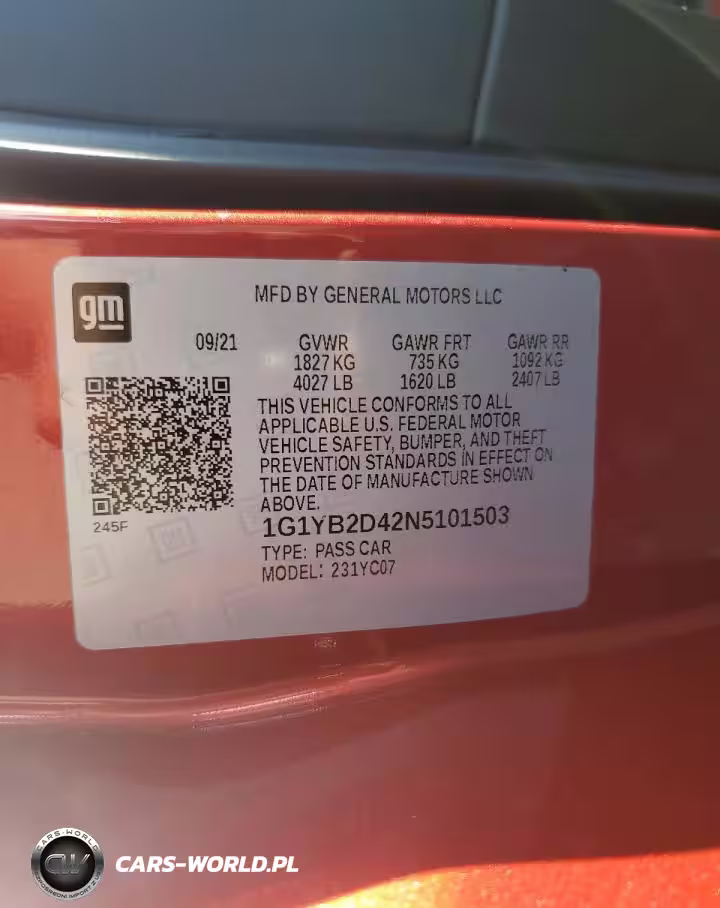 gm
MFD BY GENERAL MOTORS LLC
09/21 GVWR GAWR FRT GAWR RR
1827 KG 735 KG 1092 KG
4027 LB 1620 LB 2407 LB
THIS VEHICLE CONFORMS TO ALL
APPLICABLE U.S. FEDERAL MOTOR
VEHICLE SAFETY, BUMPER, AND THEFT
PREVENTION STANDARDS IN EFFECT ON
THE DATE OF MANUFACTURE SHOWN
ABOVE.
245F
1G1YB2D42N5101503
TYPE: PASS CAR
MODEL: 231YC07
CARS-WORLD
CW
CARS-WORLD.PL